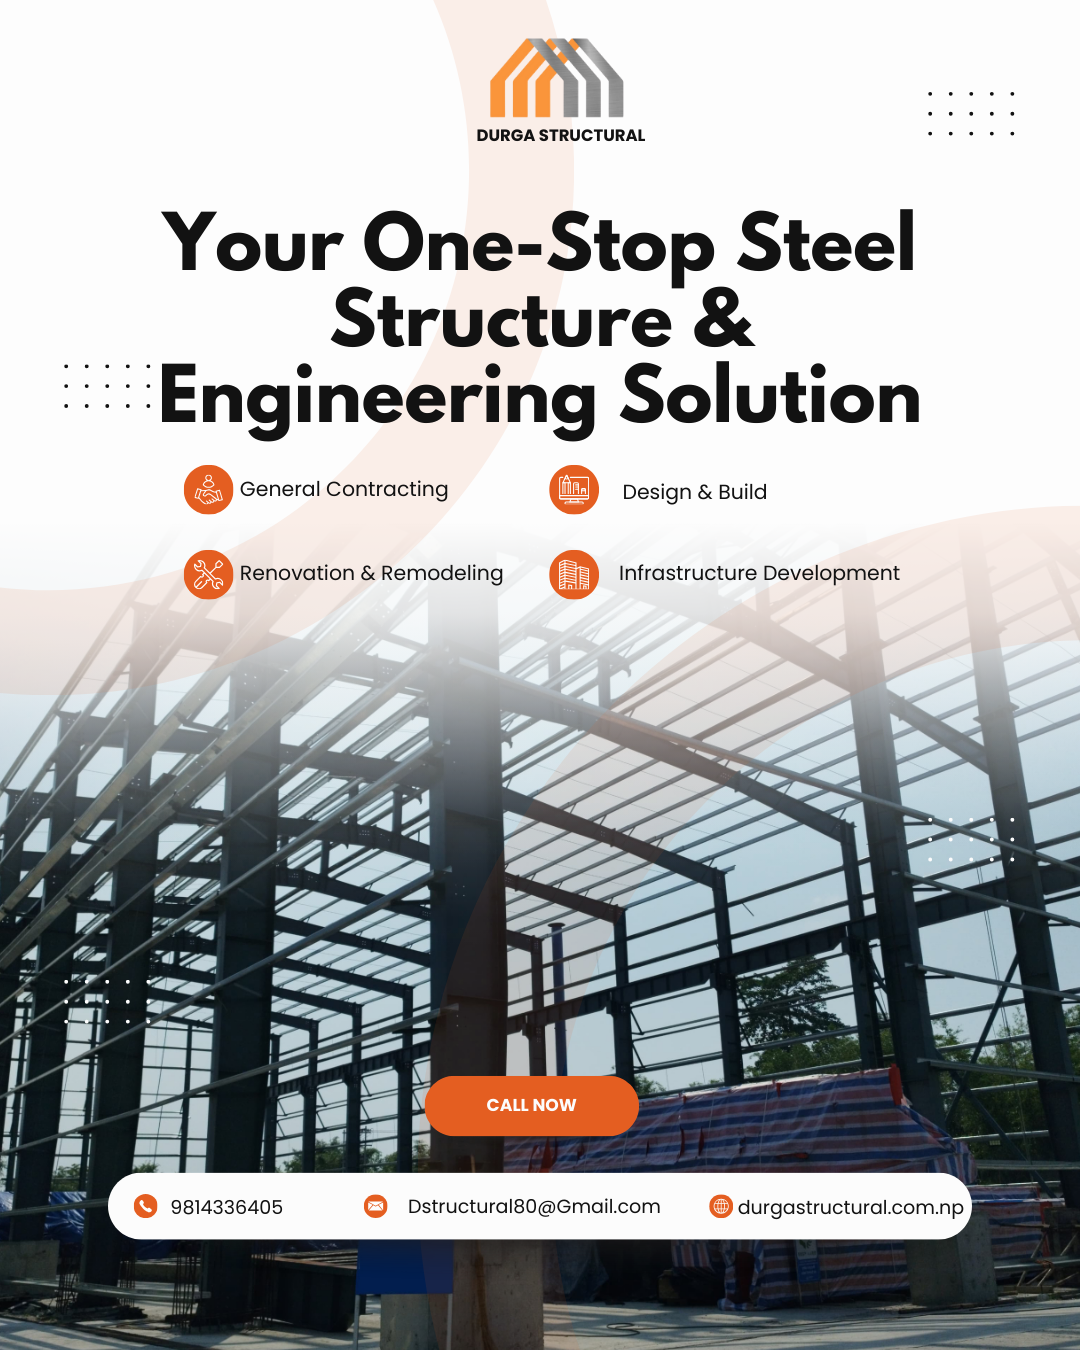 DURGA STRUCTURAL
Your One-Stop Steel
Structure &
Engineering Solution
General Contracting
Design & Build
Renovation & Remodeling
Infrastructure Development
CALL NOW
9814336405
Dstructural80@Gmail.com
durgastructural.com.np